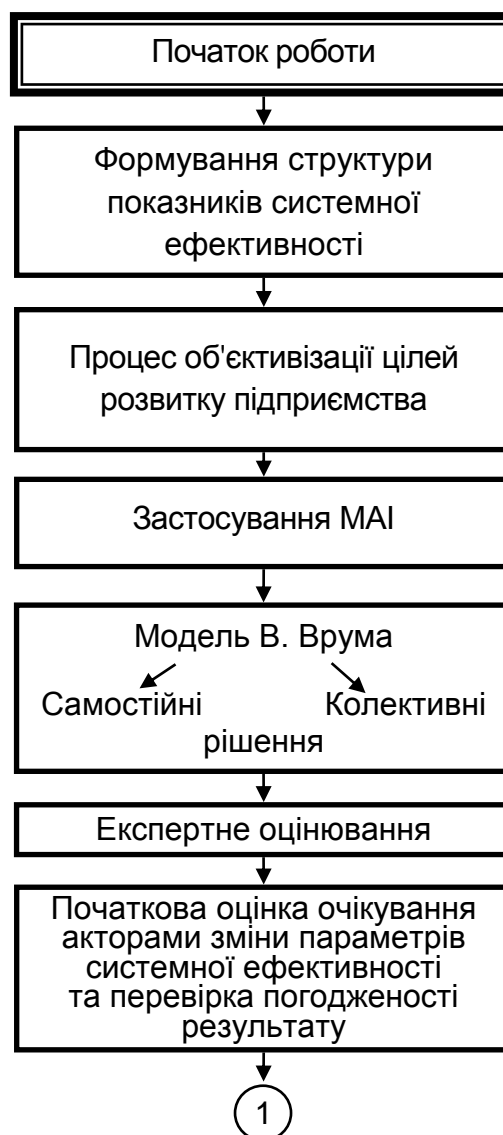 Початок роботи
Формування структури
показників системної
ефективності
Процес об'єктивізації цілей
розвитку підприємства
Застосування МАІ
Модель В. Врума
Самостійні Колективні
рішення
Експертне оцінювання
Початкова оцінка очікування
акторами зміни параметрів
системної ефективності
та перевірка погодженості
результату
1